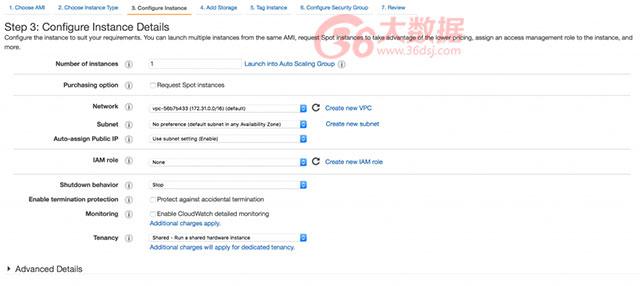 1. Choose AMI 2. Choose Instance Type 3. Configure Instance 4. Add Storage 5. Tag Instance 6. Configure Security Group 7. Review
36大数据
www.36dsj.com
Step 3: Configure Instance Details
Configure the instance to suit your requirements. You can launch multiple instances from the same AMI, request Spot instances to take advantage of the lower pricing, assign an access management role to the instance, and
more.
Number of instances 1 Launch into Auto Scaling Group
Purchasing option Request Spot instances
Network vpc-56b7b433 (172.31.0.0/16) (default) Create new VPC
Subnet No preference (default subnet in any Availability Zone) Create new subnet
Auto-assign Public IP Use subnet setting (Enable)
IAM role None Create new IAM role
Shutdown behavior Stop
Enable termination protection Protect against accidental termination
Monitoring Enable CloudWatch detailed monitoring
Additional charges apply.
Tenancy Shared - Run a shared hardware instance
Additional charges will apply for dedicated tenancy.
Advanced Details